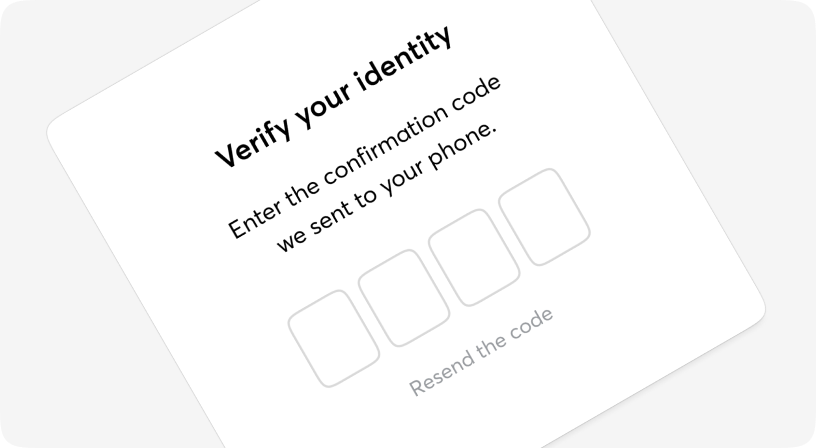 Verify your identity
Enter the confirmation code
we sent to your phone.
Resend the code